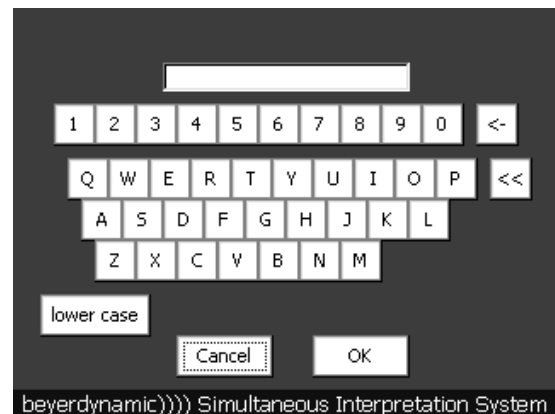 1 2 3 4 5 6 7 8 9 0 <-
Q W E R T Y U I O P <<
A S D F G H J K L
Z X C V B N M
lower case
Cancel OK
beyerdynamic)))) Simultaneous Interpretation System